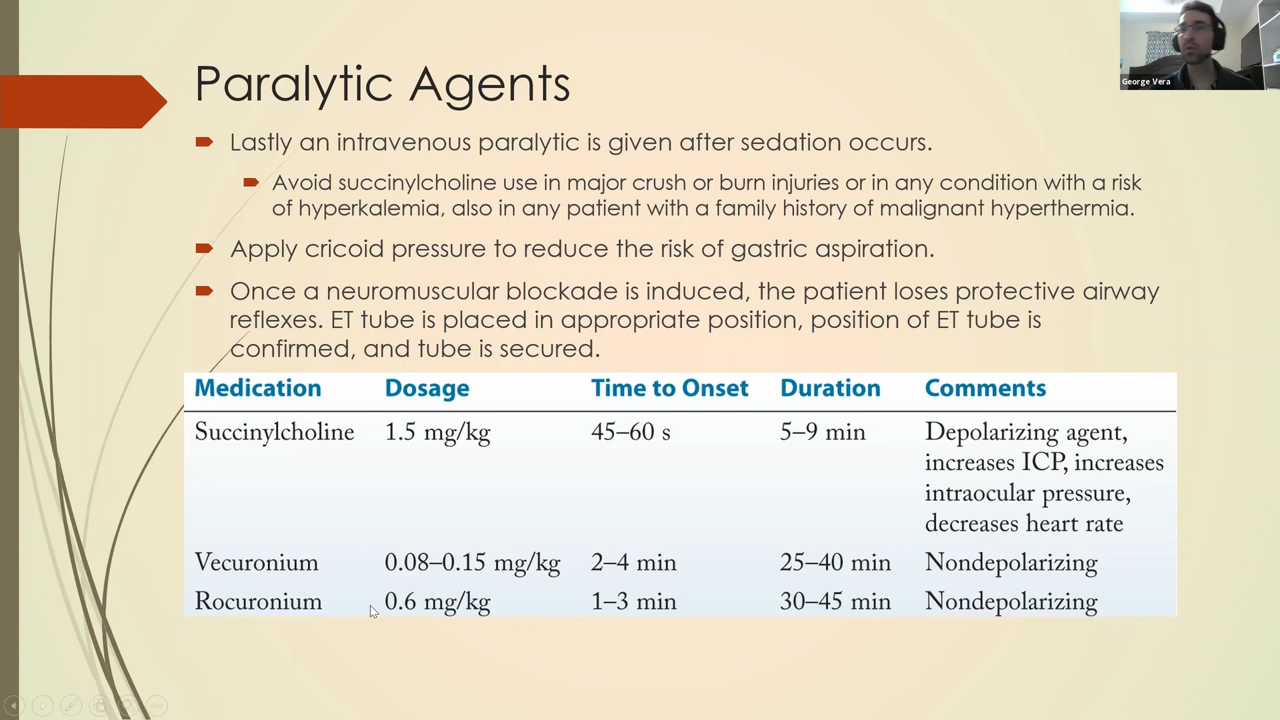 Paralytic Agents
Lastly an intravenous paralytic is given after sedation occurs.
Avoid succinylcholine use in major crush or burn injuries or in any condition with a risk
of hyperkalemia, also in any patient with a family history of malignant hyperthermia.
Apply cricoid pressure to reduce the risk of gastric aspiration.
Once a neuromuscular blockade is induced, the patient loses protective airway
reflexes. ET tube is placed in appropriate position, position of ET tube is
confirmed, and tube is secured.
Medication Dosage Time to Onset Duration Comments
Succinylcholine 1.5 mg/kg 45–60 s 5–9 min Depolarizing agent,
increases ICP, increases
intraocular pressure,
decreases heart rate
Vecuronium 0.08–0.15 mg/kg 2–4 min 25–40 min Nondepolarizing
Rocuronium 0.6 mg/kg 1–3 min 30–45 min Nondepolarizing
George Vera